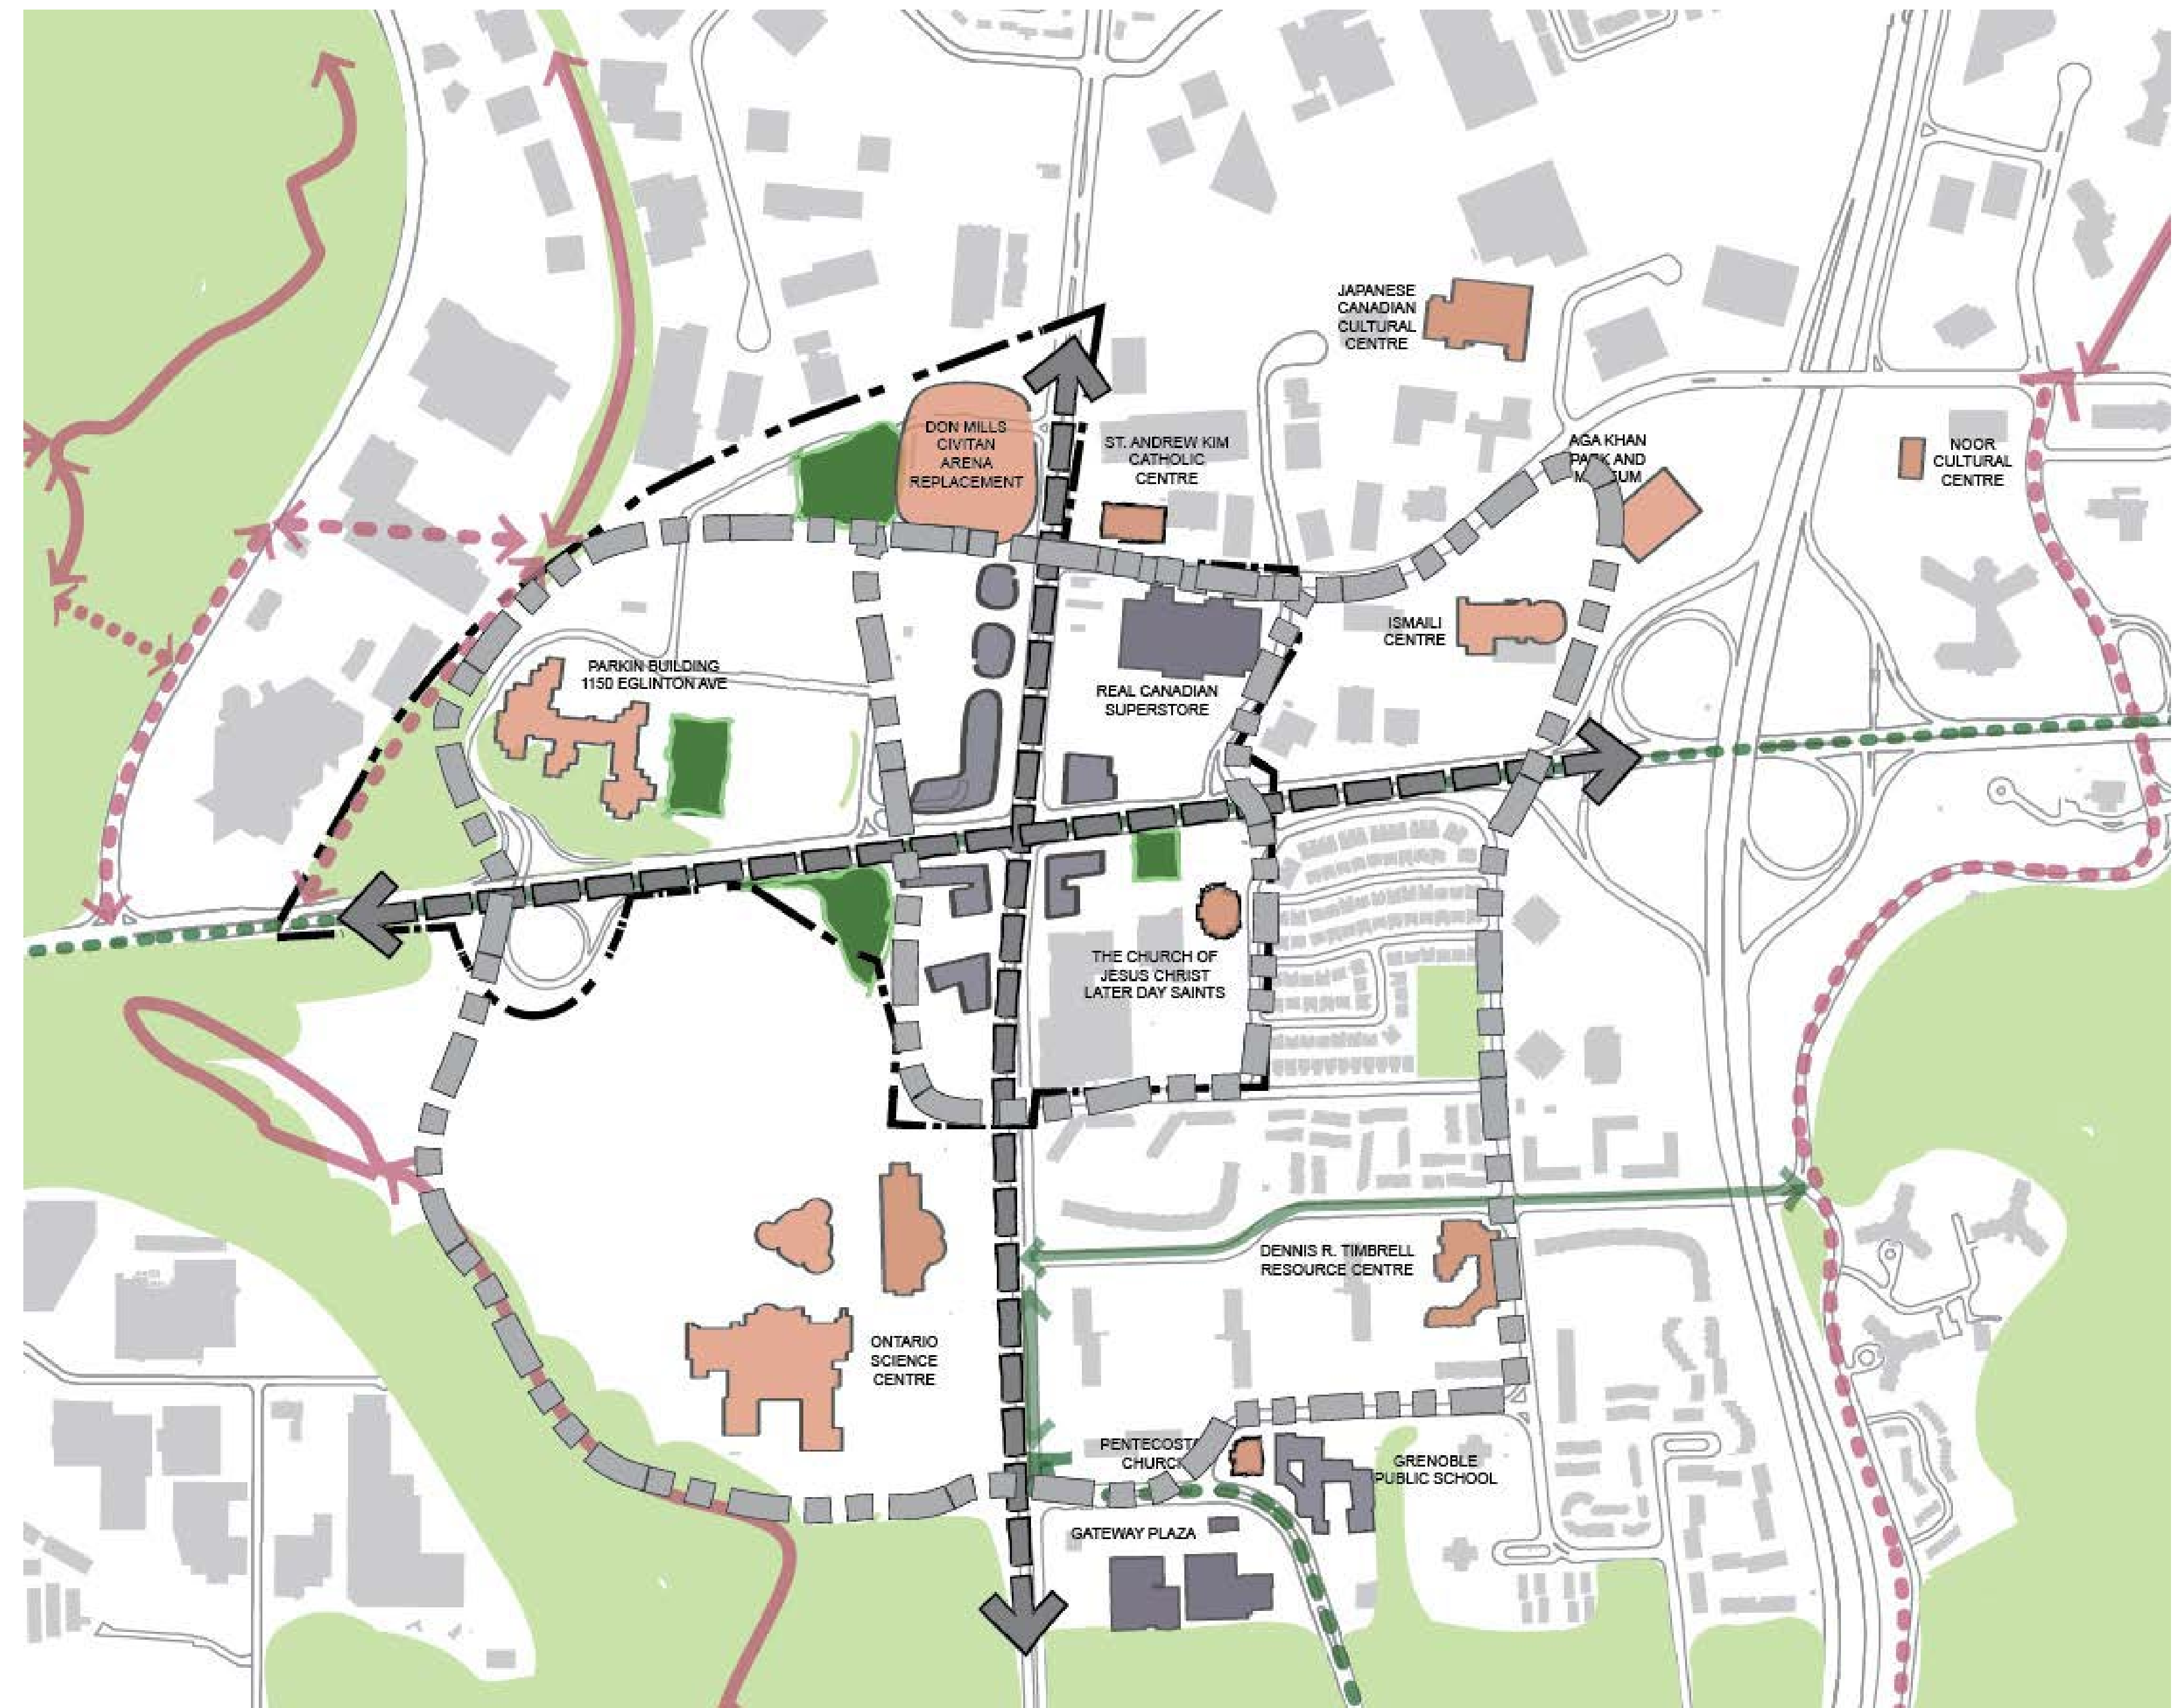 JAPANESE
CANADIAN
CULTURAL
CENTRE
DON MILLS
CIVITAN
ARENA
REPLACEMENT
ST. ANDREW KIM
CATHOLIC
CENTRE
AGA KHAN
PARK AND
NOOR
CULTURAL
CENTRE
ISMAILI
CENTRE
PARKIN BUILDING
1150 EGLINTON AVE
REAL CANADIAN
SUPERSTORE
THE CHURCH OF
JESUS CHRIST
LATER DAY SAINTS
DENNIS R. TIMBRELL
RESOURCE CENTRE
ONTARIO
SCIENCE
CENTRE
GRENOBLE
PUBLIC SCHOOL
GATEWAY PLAZA